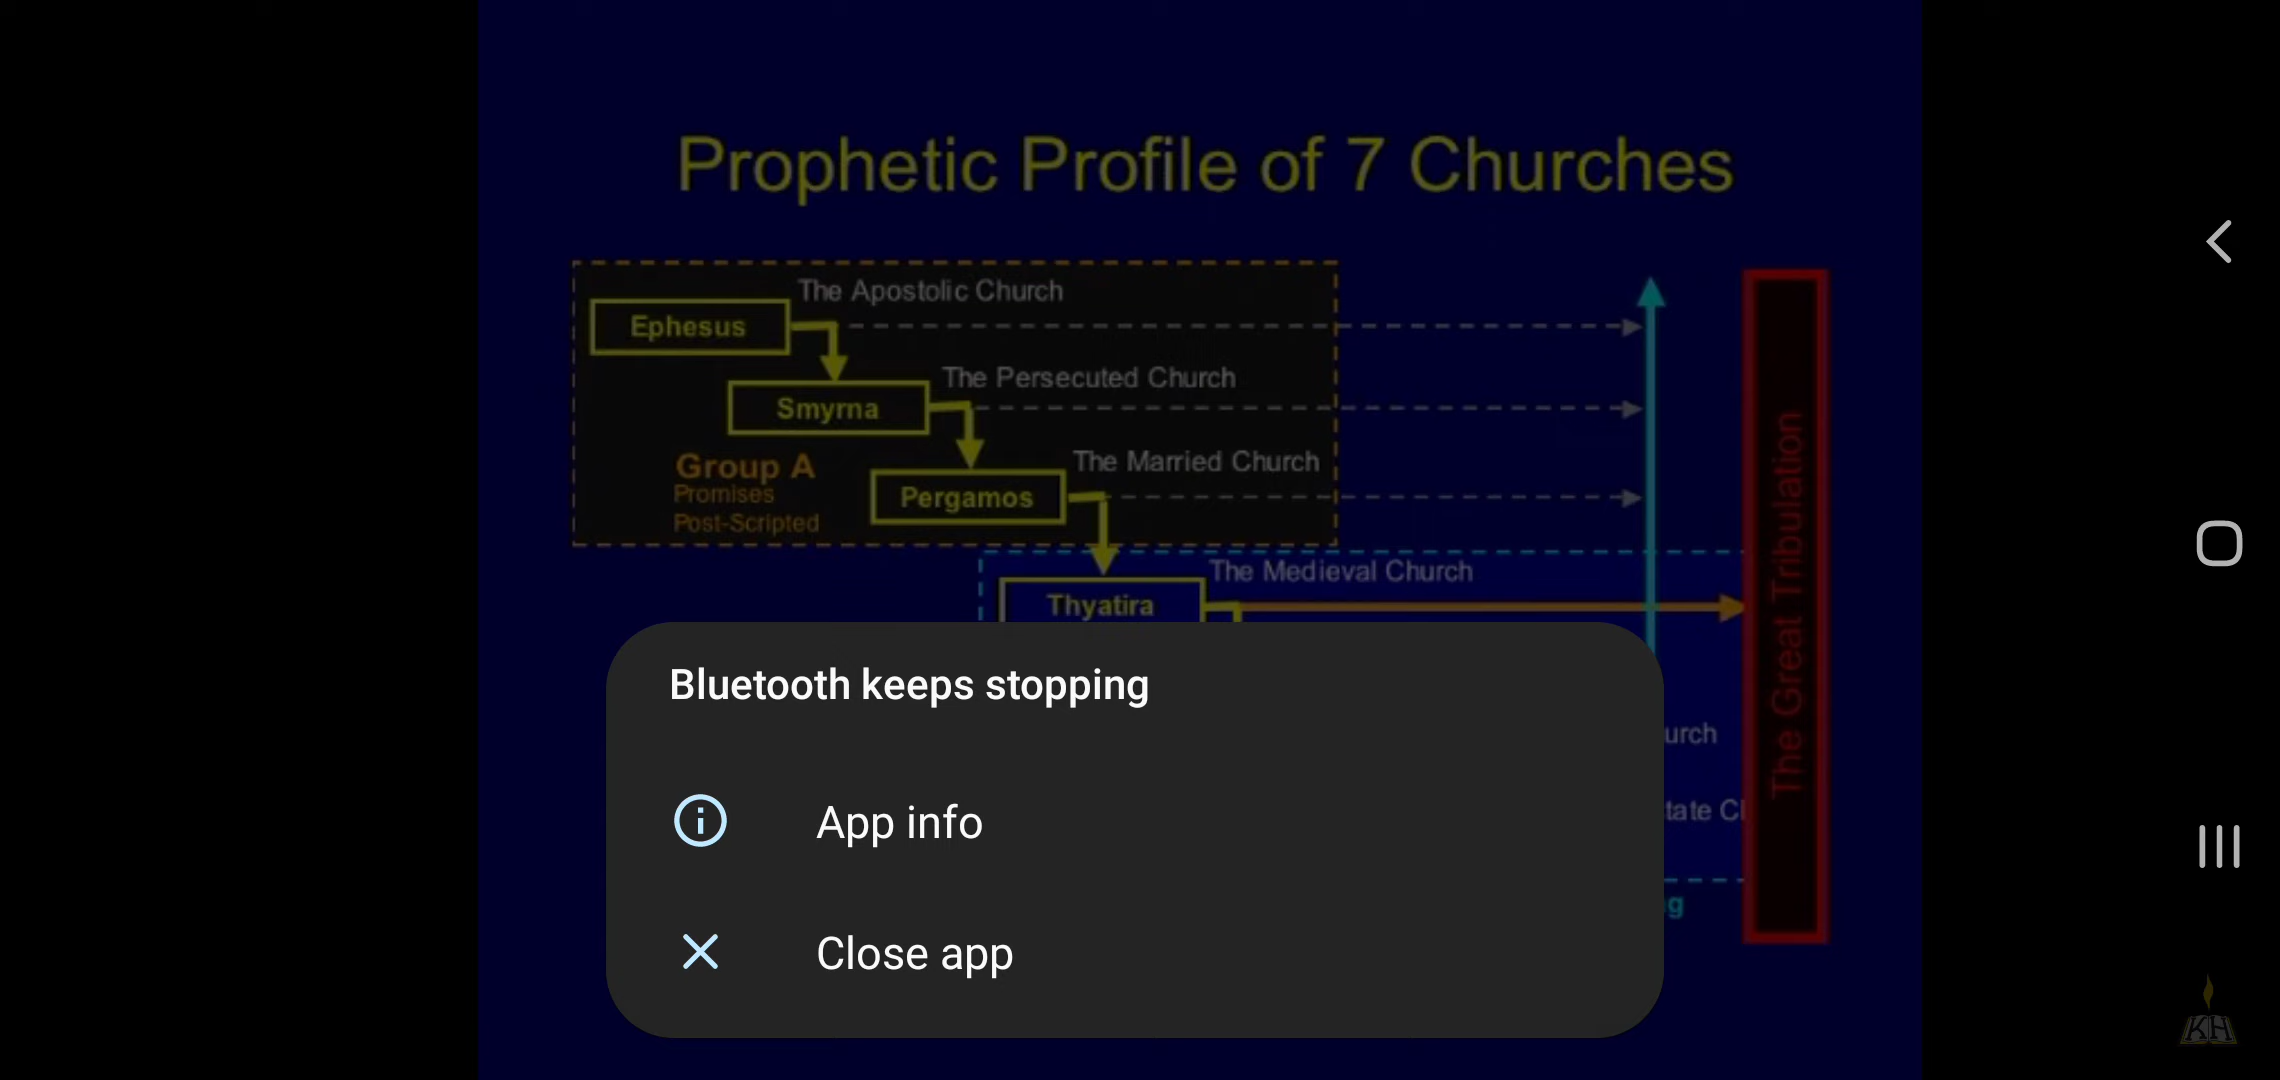 Prophetic Profile of 7 Churches
The Apostolic Church
Ephesus
The Persecuted Church
Smyrna
The Married Church
Group A
Promises
Post-Scripted
Pergamos
The Medieval Church
Thyatira
The Great Tribulation
Bluetooth keeps stopping
urch
App info
tate C
g
Close app
KH